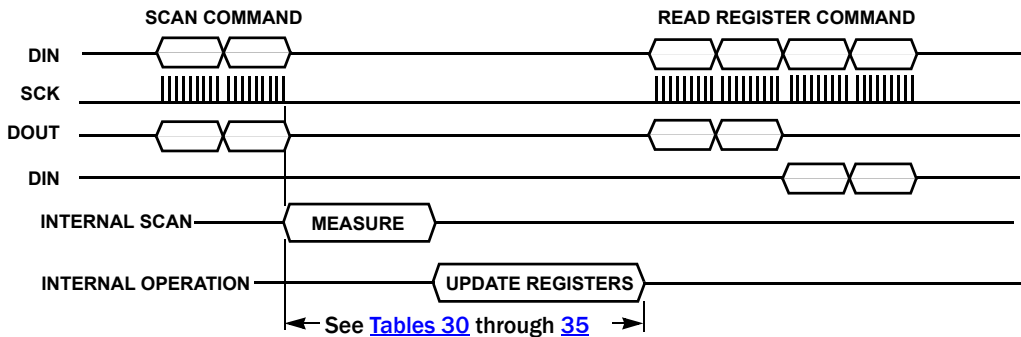 SCAN COMMAND
READ REGISTER COMMAND
DIN
SCK
DOUT
DIN
INTERNAL SCAN
MEASURE
INTERNAL OPERATION
UPDATE REGISTERS
See Tables 30 through 35